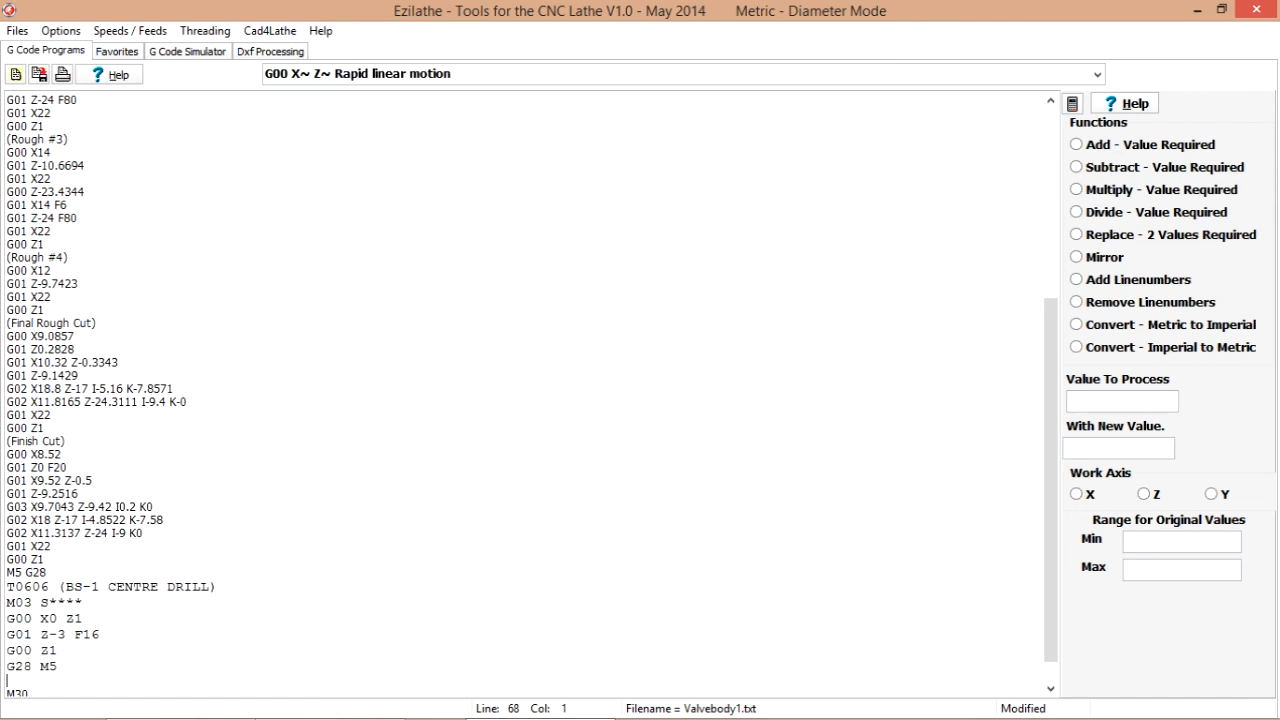 Ezilathe - Tools for the CNC Lathe V1.0 - May 2014 Metric - Diameter Mode
Files Options Speeds / Feeds Threading Cad4Lathe Help
G Code Programs Favorites G Code Simulator Dxf Processing
? Help G00 X~ Z~ Rapid linear motion
G01 Z-24 F80
G01 X22
G00 Z1
(Rough #3)
G00 X14
G01 Z-10.6694
G01 X22
G00 Z-23.4344
G01 X14 F6
G01 Z-24 F80
G01 X22
G00 Z1
(Rough #4)
G00 X12
G01 Z-9.7423
G01 X22
G00 Z1
(Final Rough Cut)
G00 X9.0857
G01 Z0.2828
G01 X10.32 Z-0.3343
G01 Z-9.1429
G02 X18.8 Z-17 I-5.16 K-7.8571
G02 X11.8165 Z-24.3111 I-9.4 K-0
G01 X22
G00 Z1
(Finish Cut)
G00 X8.52
G01 Z0 F20
G01 X9.52 Z-0.5
G01 Z-9.2516
G03 X9.7043 Z-9.42 I0.2 K0
G02 X18 Z-17 I-4.8522 K-7.58
G02 X11.3137 Z-24 I-9 K0
G01 X22
G00 Z1
M5 G28
T0606 (BS-1 CENTRE DRILL)
M03 S****
G00 X0 Z1
G01 Z-3 F16
G00 Z1
G28 M5
M30
? Help
Functions
Add - Value Required
Subtract - Value Required
Multiply - Value Required
Divide - Value Required
Replace - 2 Values Required
Mirror
Add Linenumbers
Remove Linenumbers
Convert - Metric to Imperial
Convert - Imperial to Metric
Value To Process
With New Value.
Work Axis
X Z Y
Range for Original Values
Min
Max
Line: 68 Col: 1 Filename = Valvebody1.txt Modified